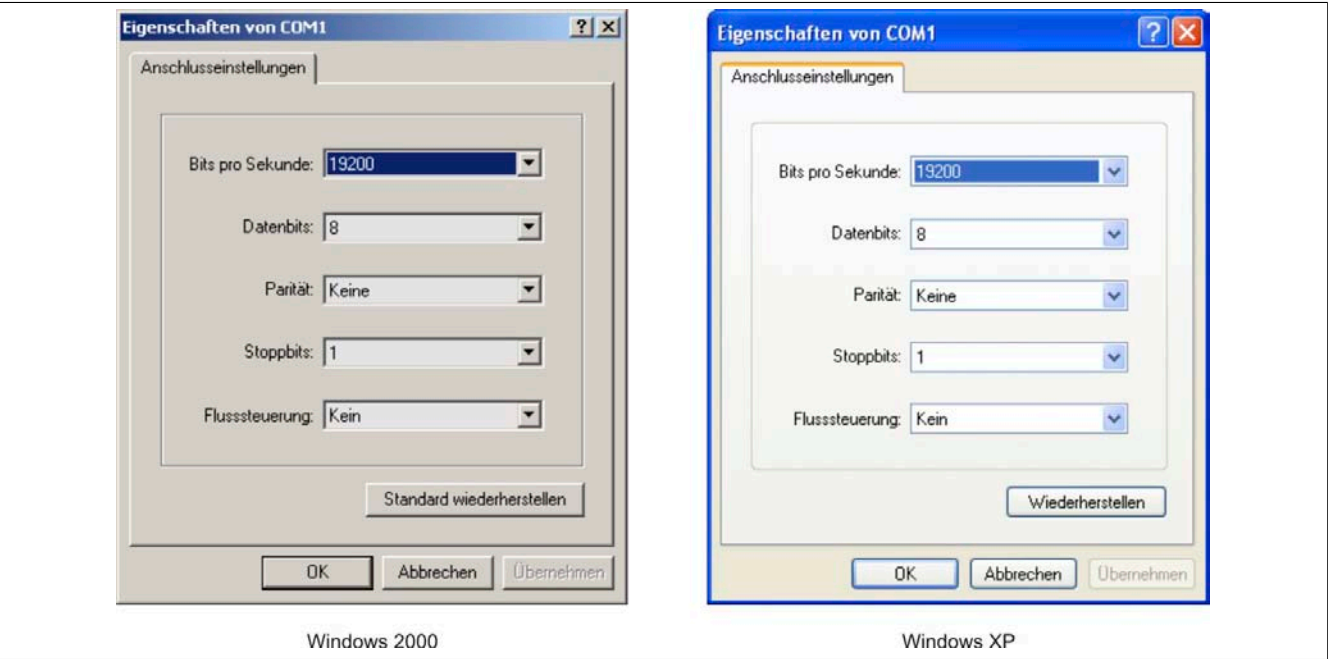 Eigenschaften von COM1
Anschlusseinstellungen
Bits pro Sekunde: 19200
Datenbits: 8
Parität: Keine
Stoppbits: 1
Flusssteuerung: Kein
Standard wiederherstellen
OK Abbrechen Übernehmen
Windows 2000
Eigenschaften von COM1
Anschlusseinstellungen
Bits pro Sekunde: 19200
Datenbits: 8
Parität: Keine
Stoppbits: 1
Flusssteuerung: Kein
Wiederherstellen
OK Abbrechen Übernehmen
Windows XP